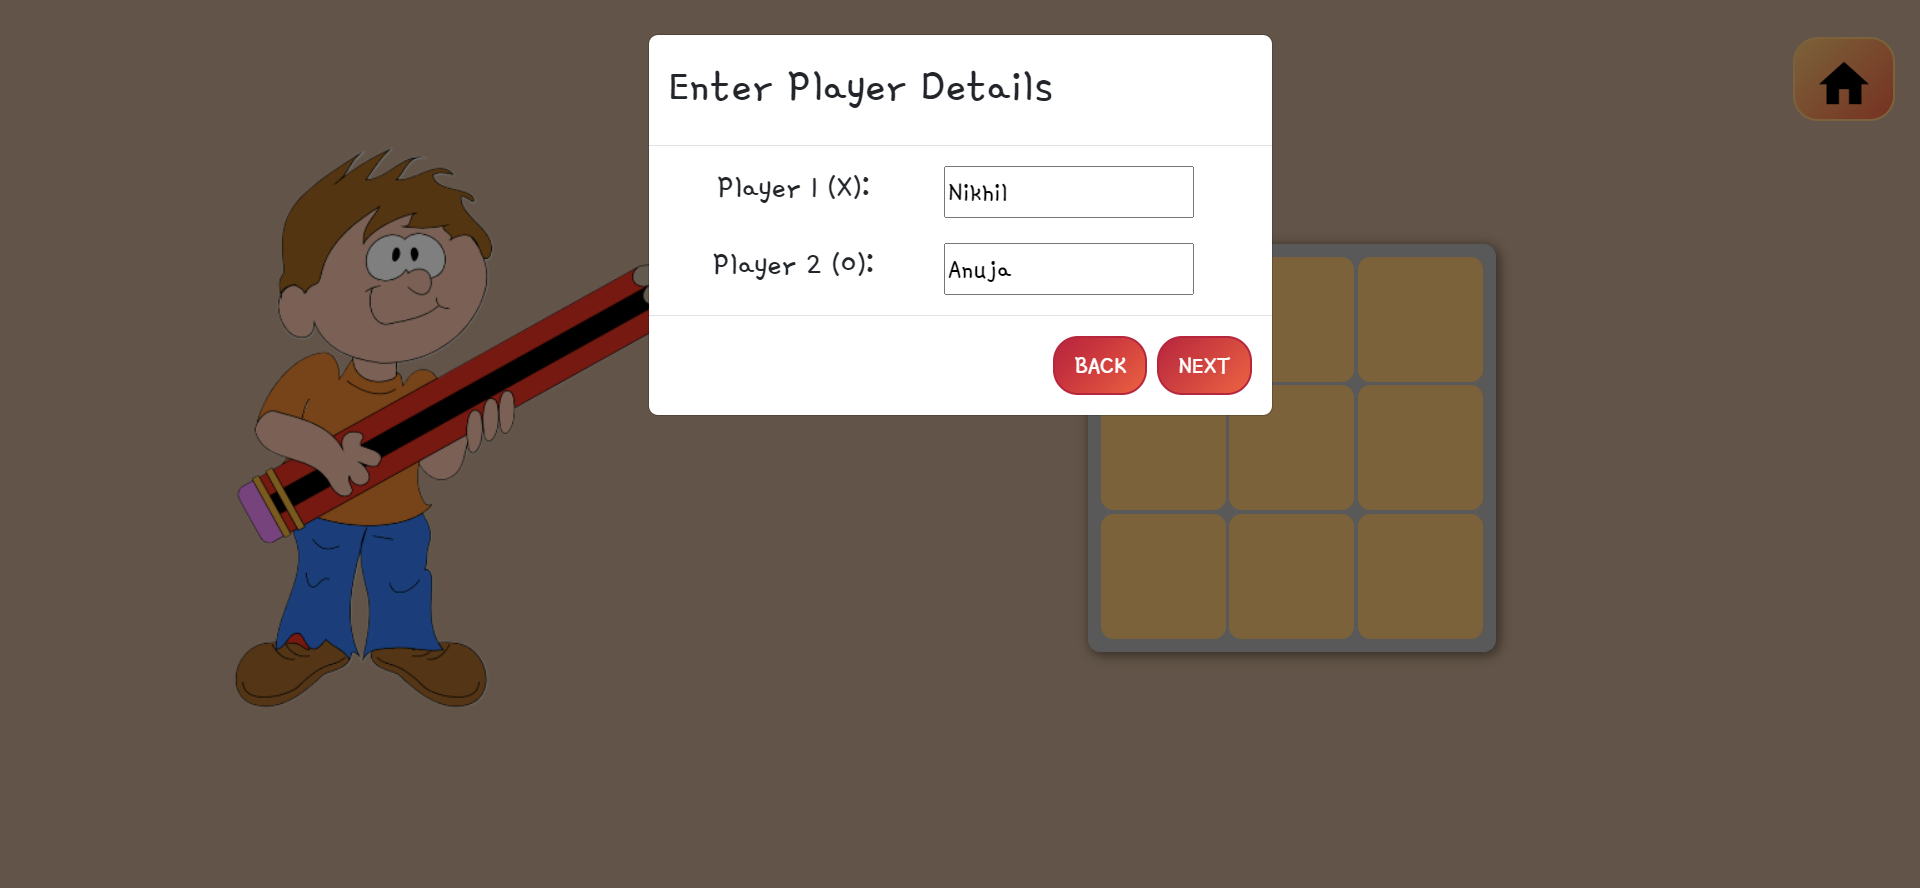 Enter Player Details
Player 1 (X): Nikhil
Player 2 (O): Anuja
BACK NEXT